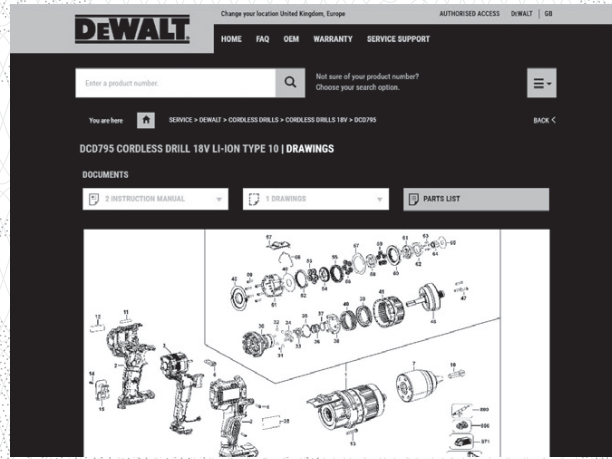 DEWALT.
Change your location United Kingdom, Europe
AUTHORISED ACCESS DEWALT | GB
HOME FAQ OEM WARRANTY SERVICE SUPPORT
Enter a product number
Not sure of your product number?
Choose your search option.
You are here SERVICE > DEWALT > CORDLESS DRILLS > CORDLESS DRILLS 18V > DCD795
BACK <
DCD795 CORDLESS DRILL 18V LI-ION TYPE 10 | DRAWINGS
DOCUMENTS
2 INSTRUCTION MANUAL
1 DRAWINGS
PARTS LIST